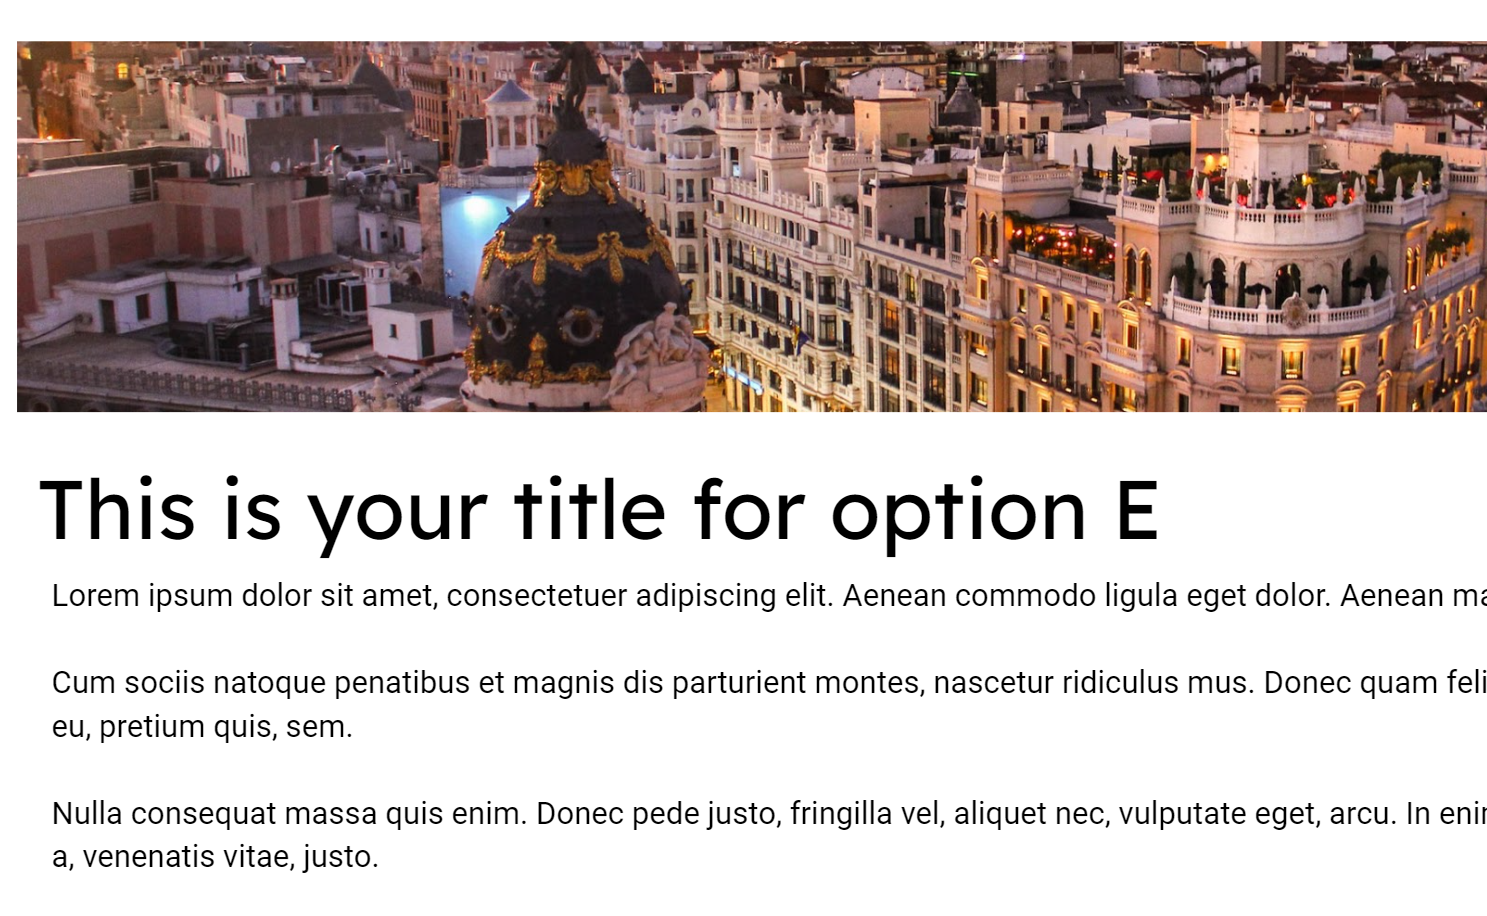 This is your title for option E
Lorem ipsum dolor sit amet, consectetuer adipiscing elit. Aenean commodo ligula eget dolor. Aenean
Cum sociis natoque penatibus et magnis dis parturient montes, nascetur ridiculus mus. Donec quam
eu, pretium quis, sem.
Nulla consequat massa quis enim. Donec pede justo, fringilla vel, aliquet nec, vulputate eget, arcu. In
a, venenatis vitae, justo.